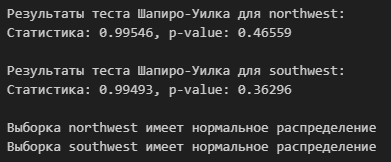 Результаты теста Шапиро-Уилка для northwest:
Статистика: 0.99546, p-value: 0.46559
Результаты теста Шапиро-Уилка для southwest:
Статистика: 0.99493, p-value: 0.36296
Выборка northwest имеет нормальное распределение
Выборка southwest имеет нормальное распределение